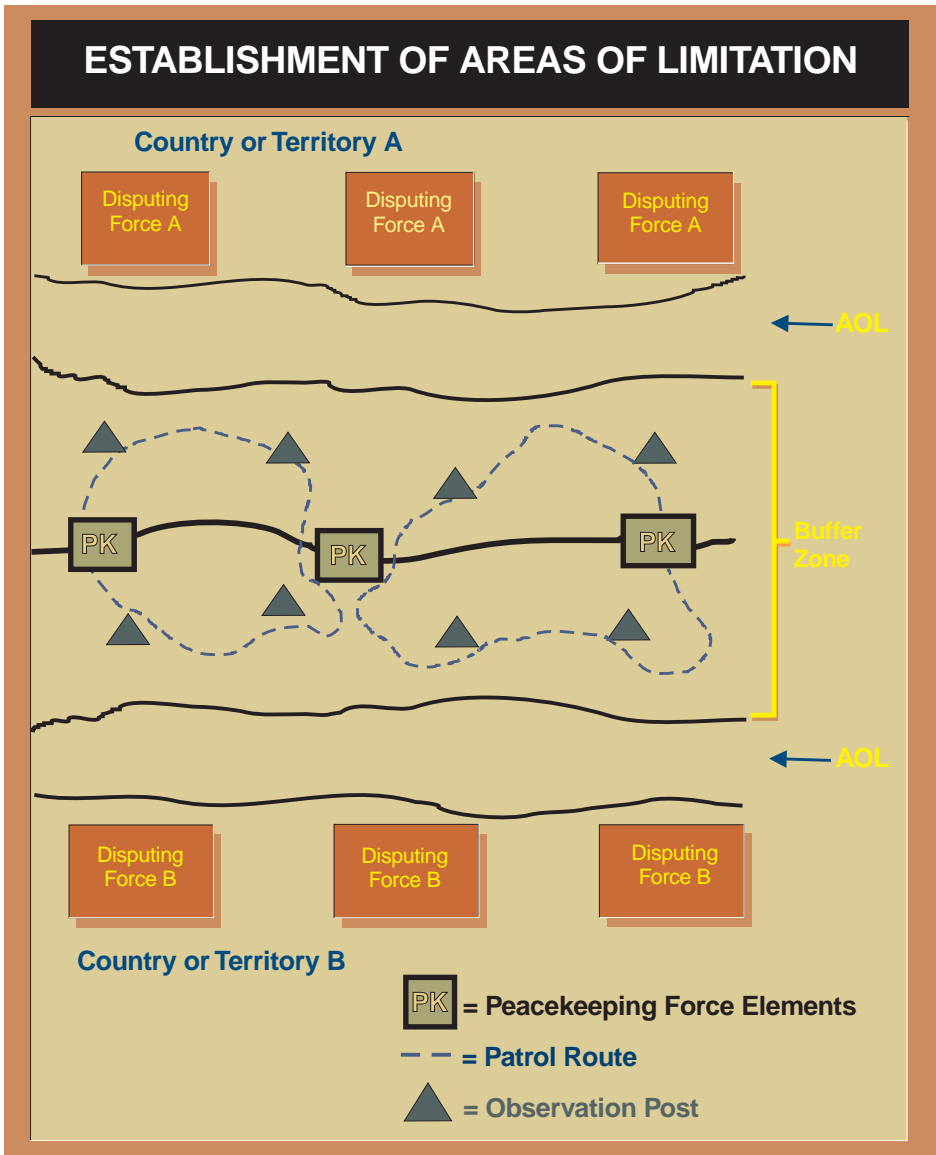 ESTABLISHMENT OF AREAS OF LIMITATION
Country or Territory A
Disputing
Force A
Disputing
Force A
Disputing
Force A
AOL
PK
PK
PK
Buffer
Zone
AOL
Disputing
Force B
Disputing
Force B
Disputing
Force B
Country or Territory B
PK = Peacekeeping Force Elements
= Patrol Route
= Observation Post